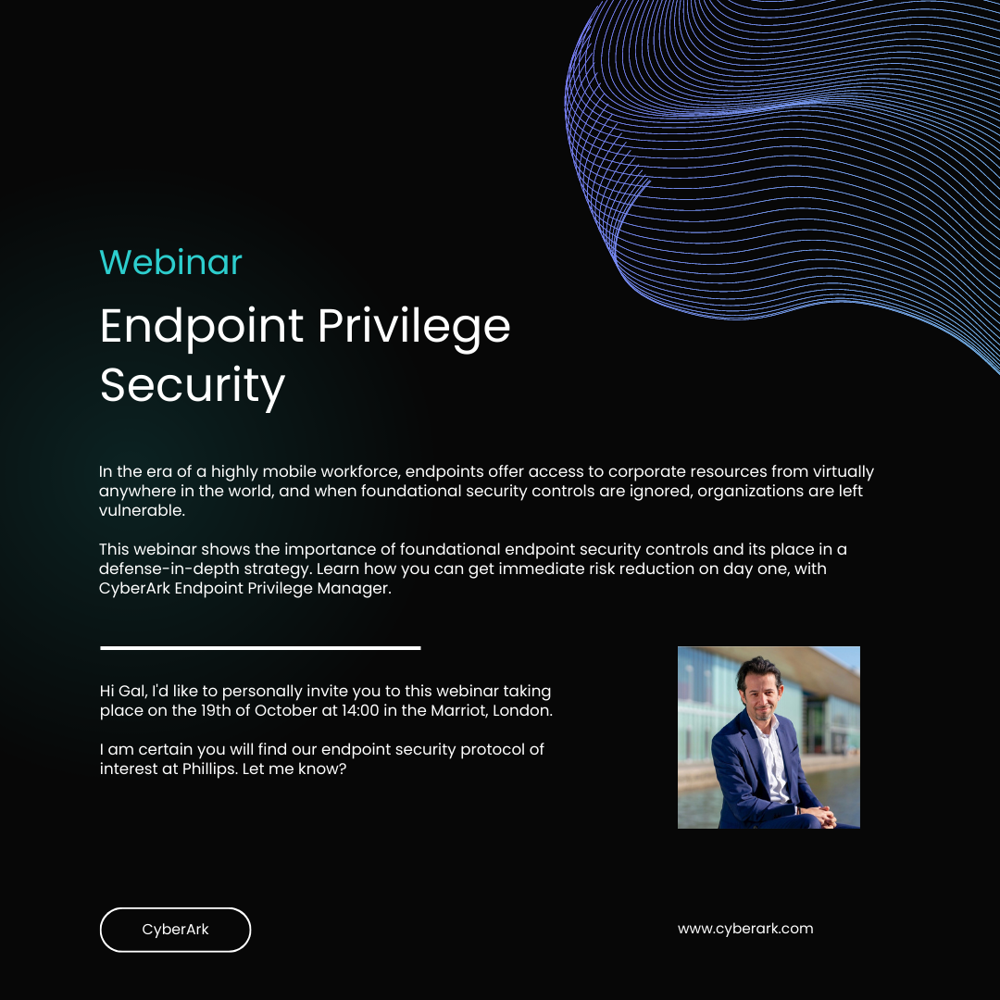 Webinar
Endpoint Privilege
Security
In the era of a highly mobile workforce, endpoints offer access to corporate resources from virtually
anywhere in the world, and when foundational security controls are ignored, organizations are left
vulnerable.
This webinar shows the importance of foundational endpoint security controls and its place in a
defense-in-depth strategy. Learn how you can get immediate risk reduction on day one, with
CyberArk Endpoint Privilege Manager.
Hi Gal, I'd like to personally invite you to this webinar taking
place on the 19th of October at 14:00 in the Marriot, London.
I am certain you will find our endpoint security protocol of
interest at Phillips. Let me know?
CyberArk
www.cyberark.com